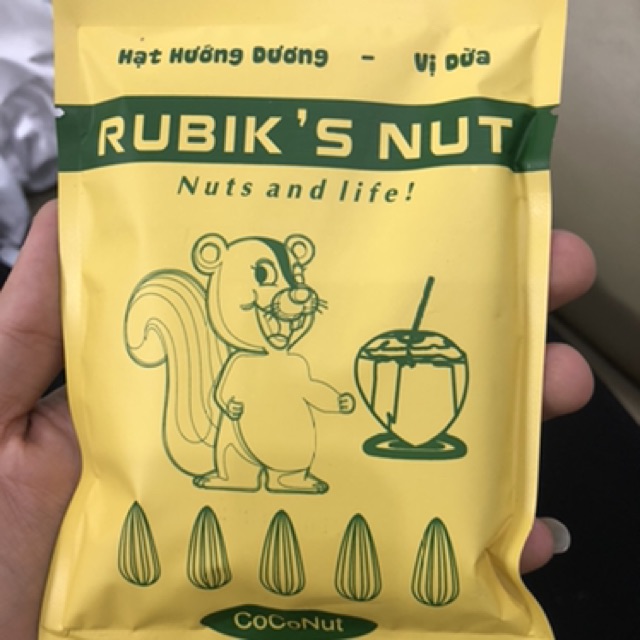 Hạt Hướng Dương - Vị Dừa
RUBIK'S NUT
Nuts and life!
CoCoNut